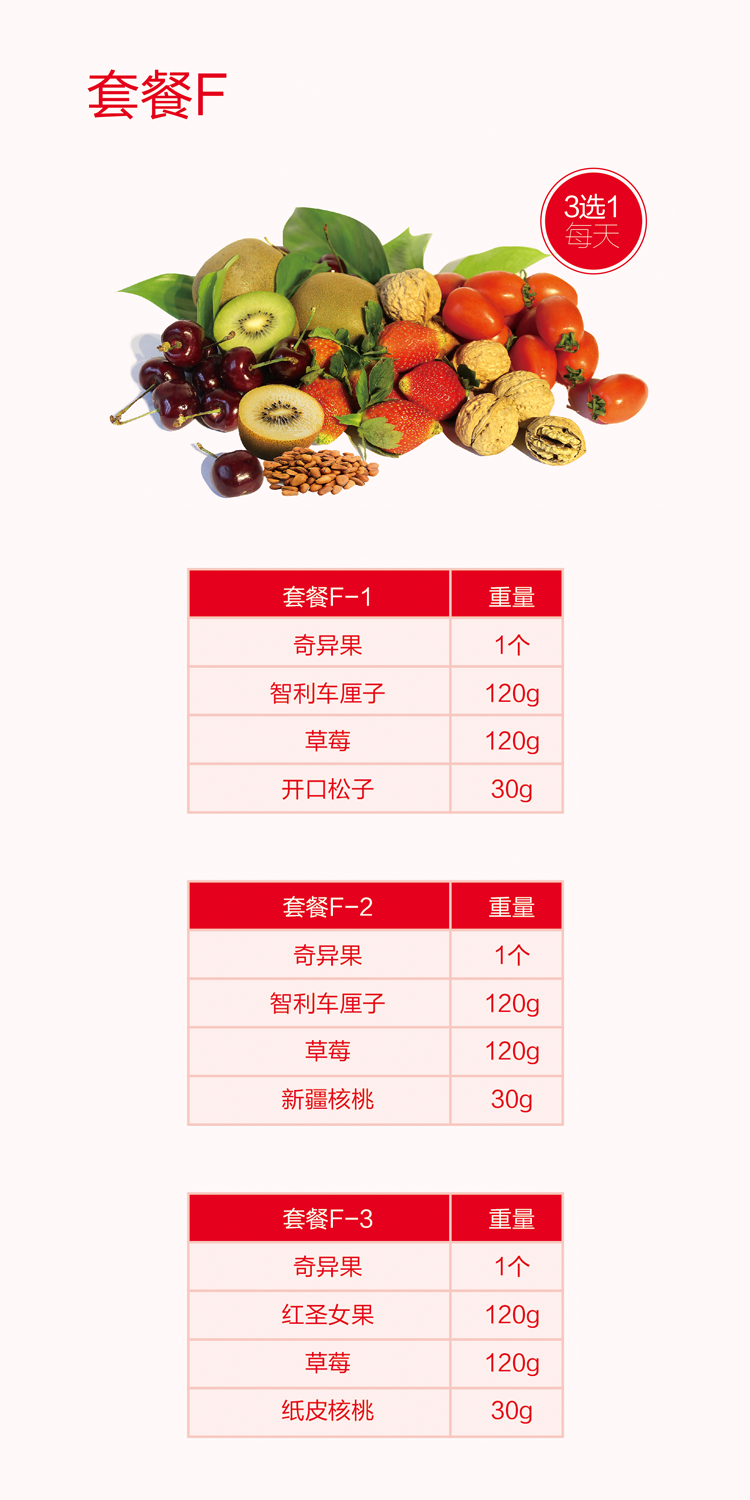 套餐F
3选1
每天
套餐F-1 重量
奇异果 1个
智利车厘子 120g
草莓 120g
开口松子 30g
套餐F-2 重量
奇异果 1个
智利车厘子 120g
草莓 120g
新疆核桃 30g
套餐F-3 重量
奇异果 1个
红圣女果 120g
草莓 120g
纸皮核桃 30g